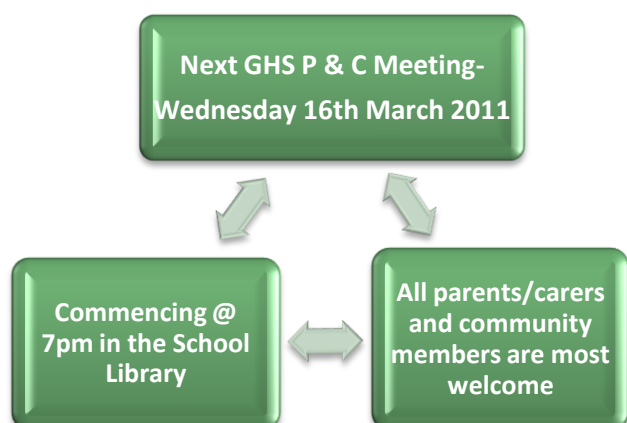 Next GHS P & C Meeting-
Wednesday 16th March 2011
Commencing @
7pm in the School
Library
All parents/carers
and community
members are most
welcome